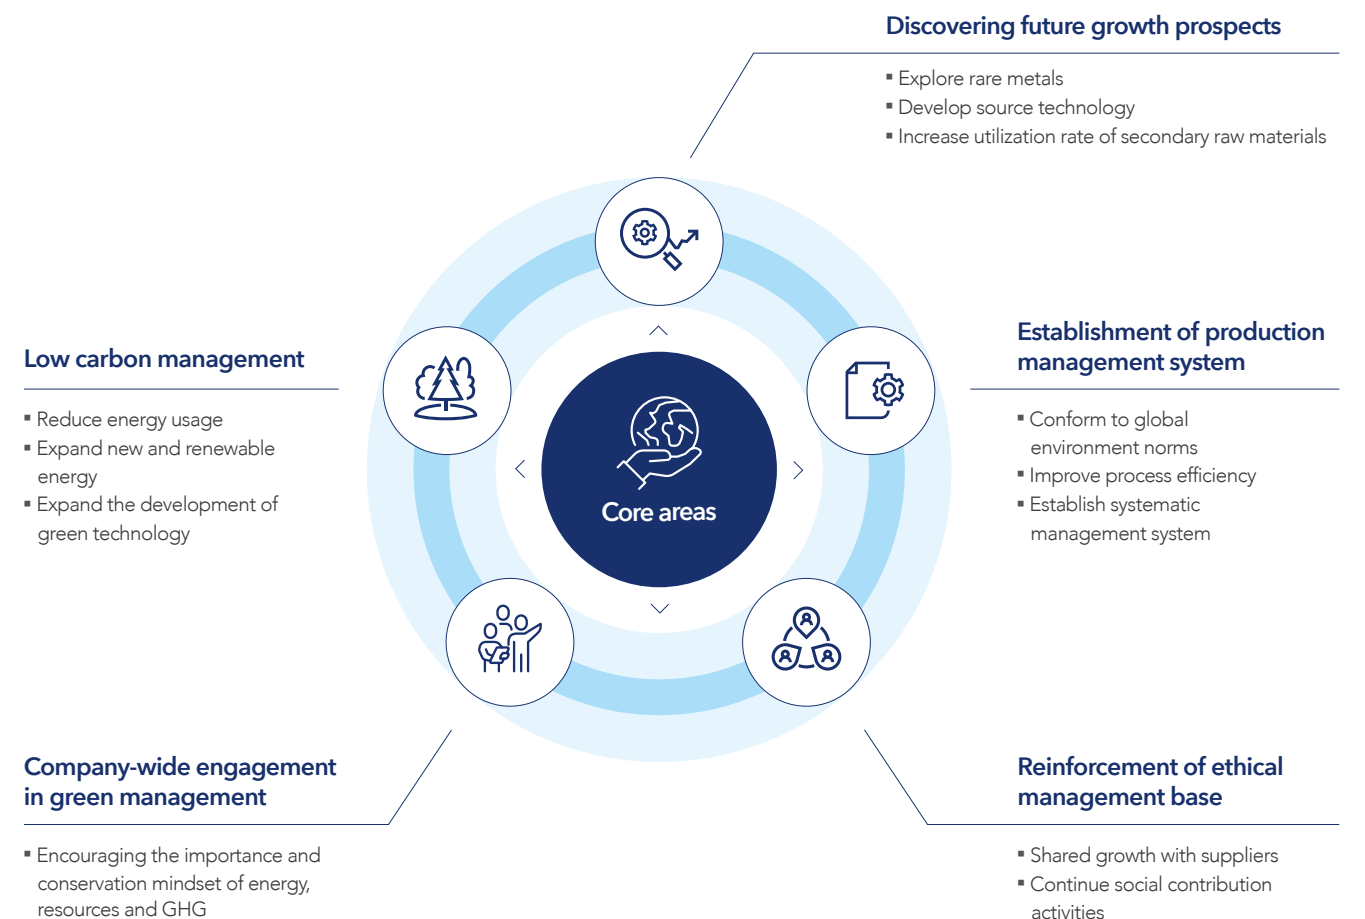 Discovering future growth prospects
▪ Explore rare metals
▪ Develop source technology
▪ Increase utilization rate of secondary raw materials
Low carbon management
▪ Reduce energy usage
▪ Expand new and renewable
energy
▪ Expand the development of
green technology
Core areas
Establishment of production
management system
▪ Conform to global
environment norms
▪ Improve process efficiency
▪ Establish systematic
management system
Company-wide engagement
in green management
▪ Encouraging the importance and
conservation mindset of energy,
resources and GHG
Reinforcement of ethical
management base
▪ Shared growth with suppliers
▪ Continue social contribution
activities